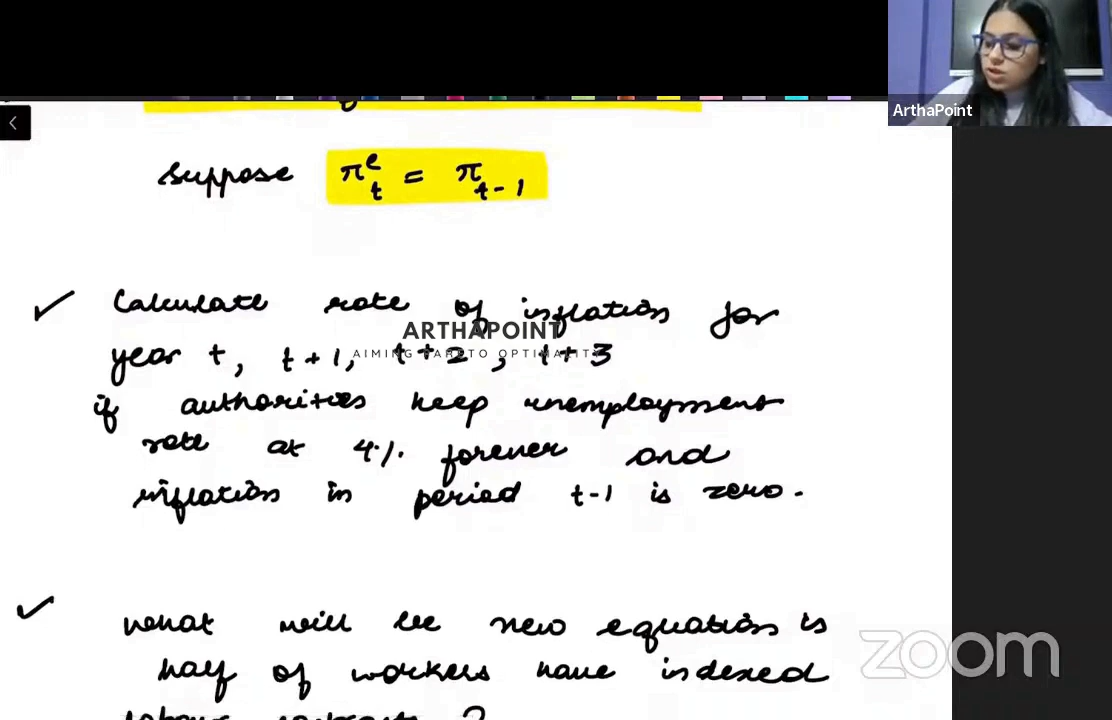 ArthaPoint
suppose π^e_t = π_t-1
Calculate rate of inflation for
ARTHAPOINT
year t, t+1, t+2, t+3
AIMING PARETO OPTIMALITY
if authorities keep unemployment
rate at 4%. forever and
inflation in period t-1 is zero.
what will be new equation is
half of workers have indexed
zoom